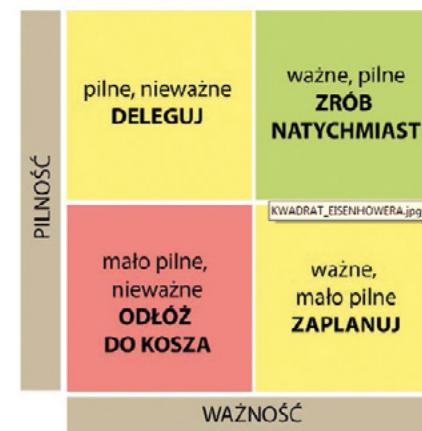 PILNOŚĆ
pilne, nieważne
DELEGUJ
ważne, pilne
ZRÓB
NATYCHMIAST
KWADRAT_EISENHOWERA.jpg
mało pilne,
nieważne
ODŁÓŻ
DO KOSZA
ważne,
mało pilne
ZAPLANUJ
WAŻNOŚĆ